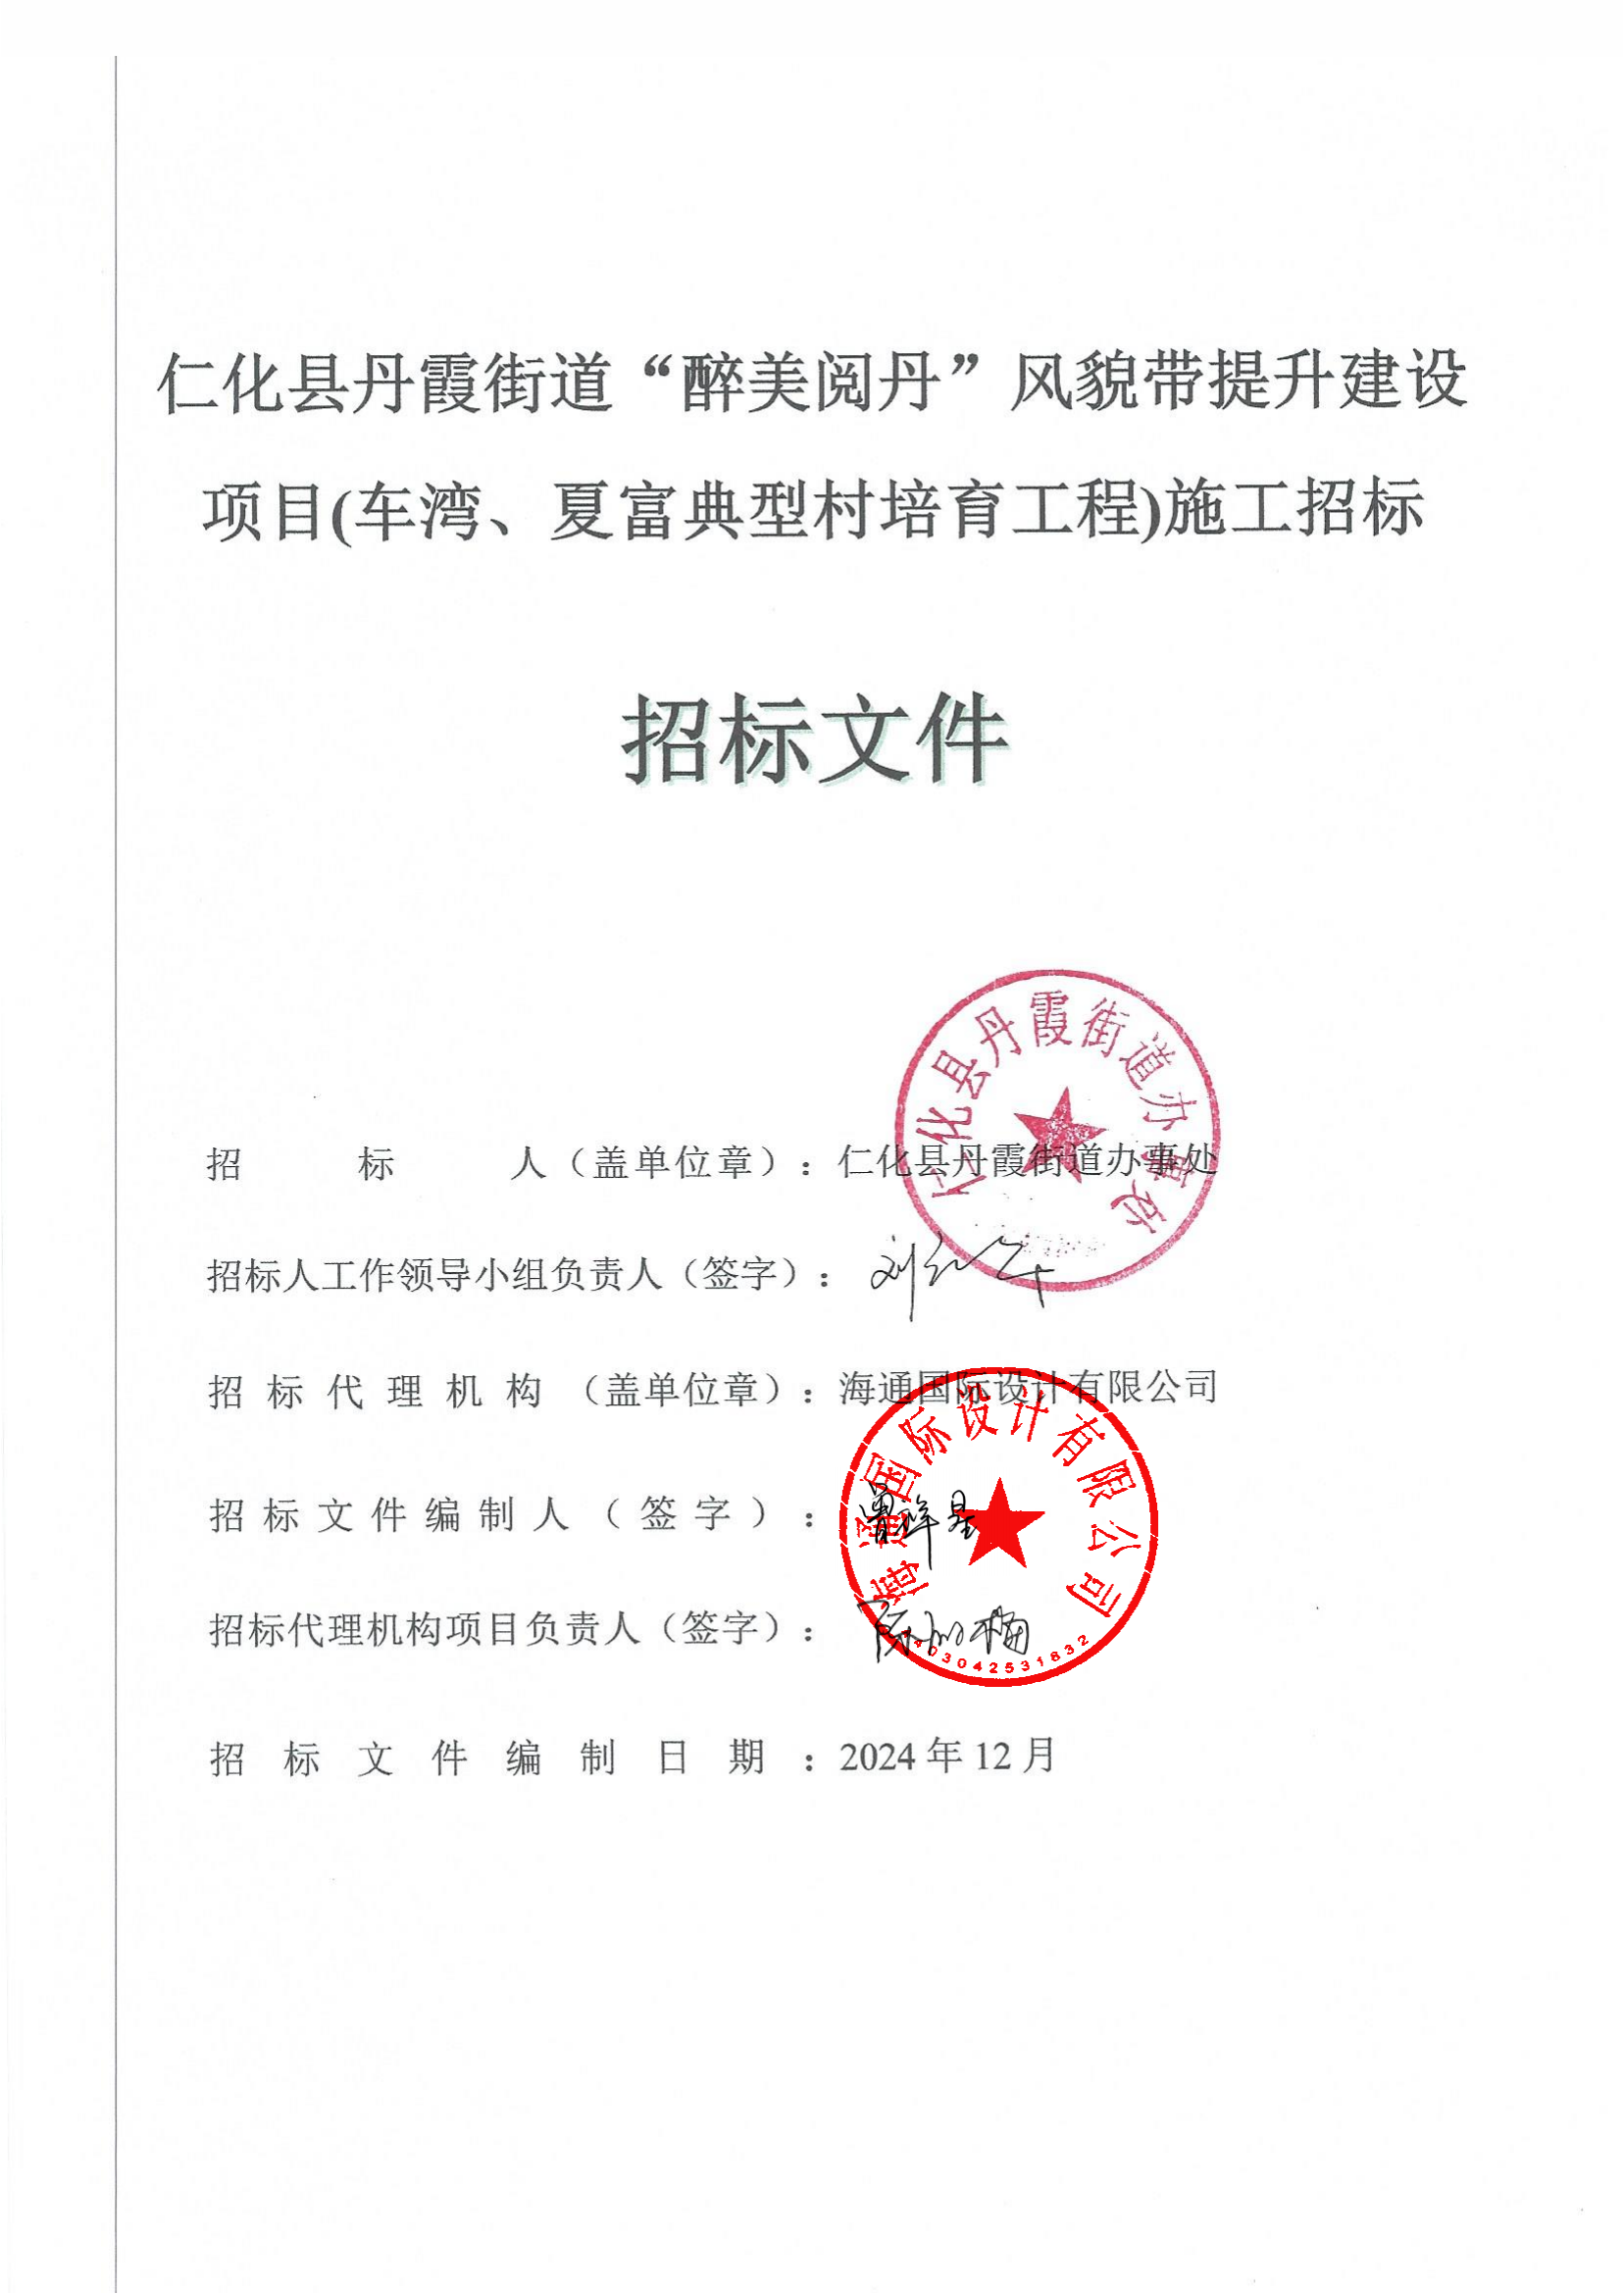 仁化县丹霞街道“醉美阅丹”风貌带提升建设
项目(车湾、夏富典型村培育工程)施工招标
招标文件
仁化县丹霞街道办事处
招标人（盖单位章）：仁化县丹霞街道办事处
招标人工作领导小组负责人（签字）：
招标代理机构（盖单位章）：海通国际设计有限公司
海通国际设计有限公司
招标文件编制人（签字）：
招标代理机构项目负责人（签字）：
4403042531832
招标文件编制日期：2024年12月